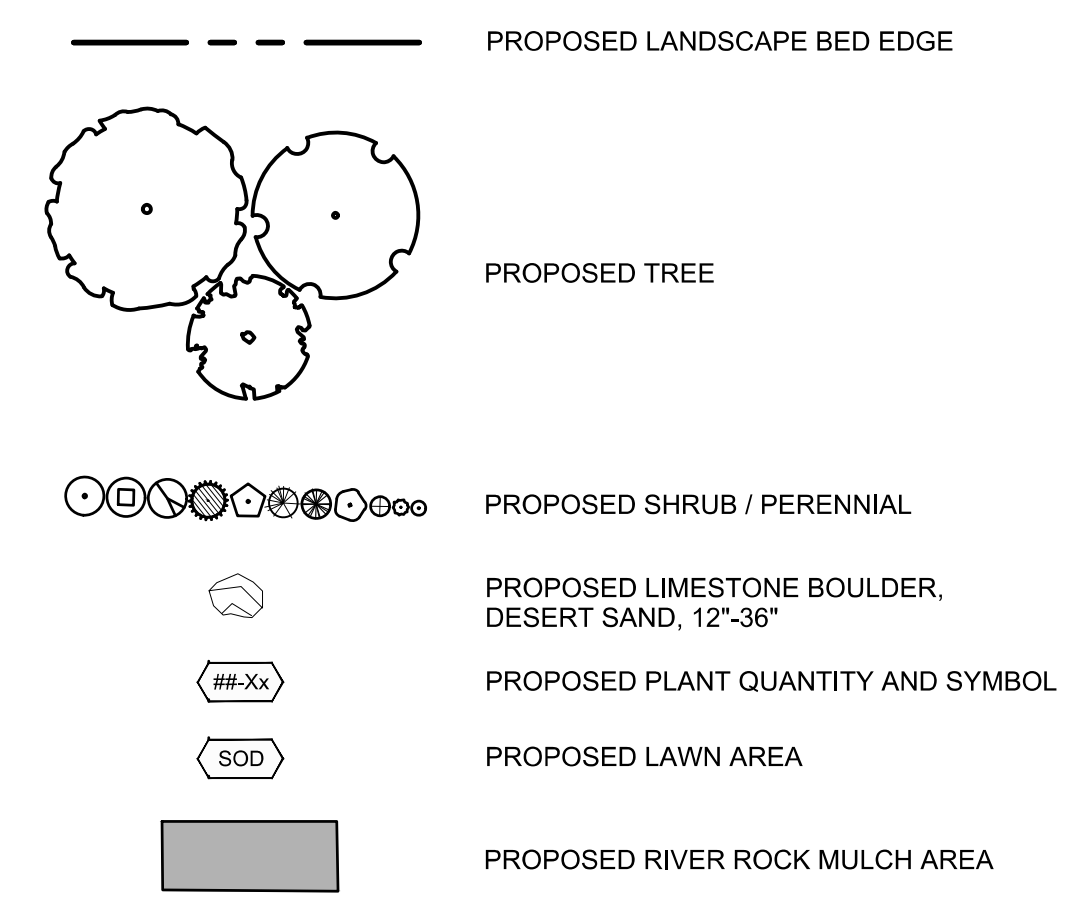 PROPOSED LANDSCAPE BED EDGE
PROPOSED TREE
PROPOSED SHRUB / PERENNIAL
PROPOSED LIMESTONE BOULDER,
DESERT SAND, 12"-36"
##-Xx PROPOSED PLANT QUANTITY AND SYMBOL
SOD PROPOSED LAWN AREA
PROPOSED RIVER ROCK MULCH AREA